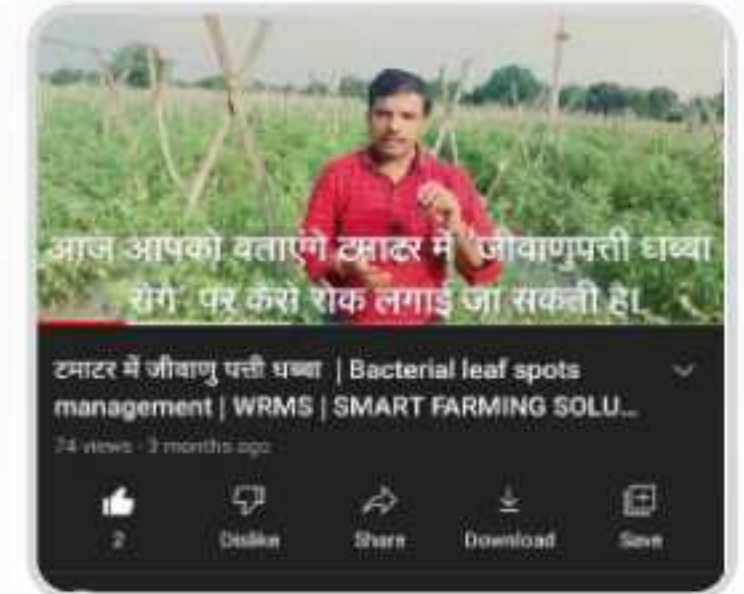 आज आपको बताएंगे टमाटर में "जीवाणुपत्ती धब्बा
रोग" पर कैसे रोक लगाई जा सकती है।
टमाटर में जीवाणु पत्ती धब्बा | Bacterial leaf spots
management | WRMS | SMART FARMING SOLU...
74 views · 3 months ago
2 Dislike Share Download Save